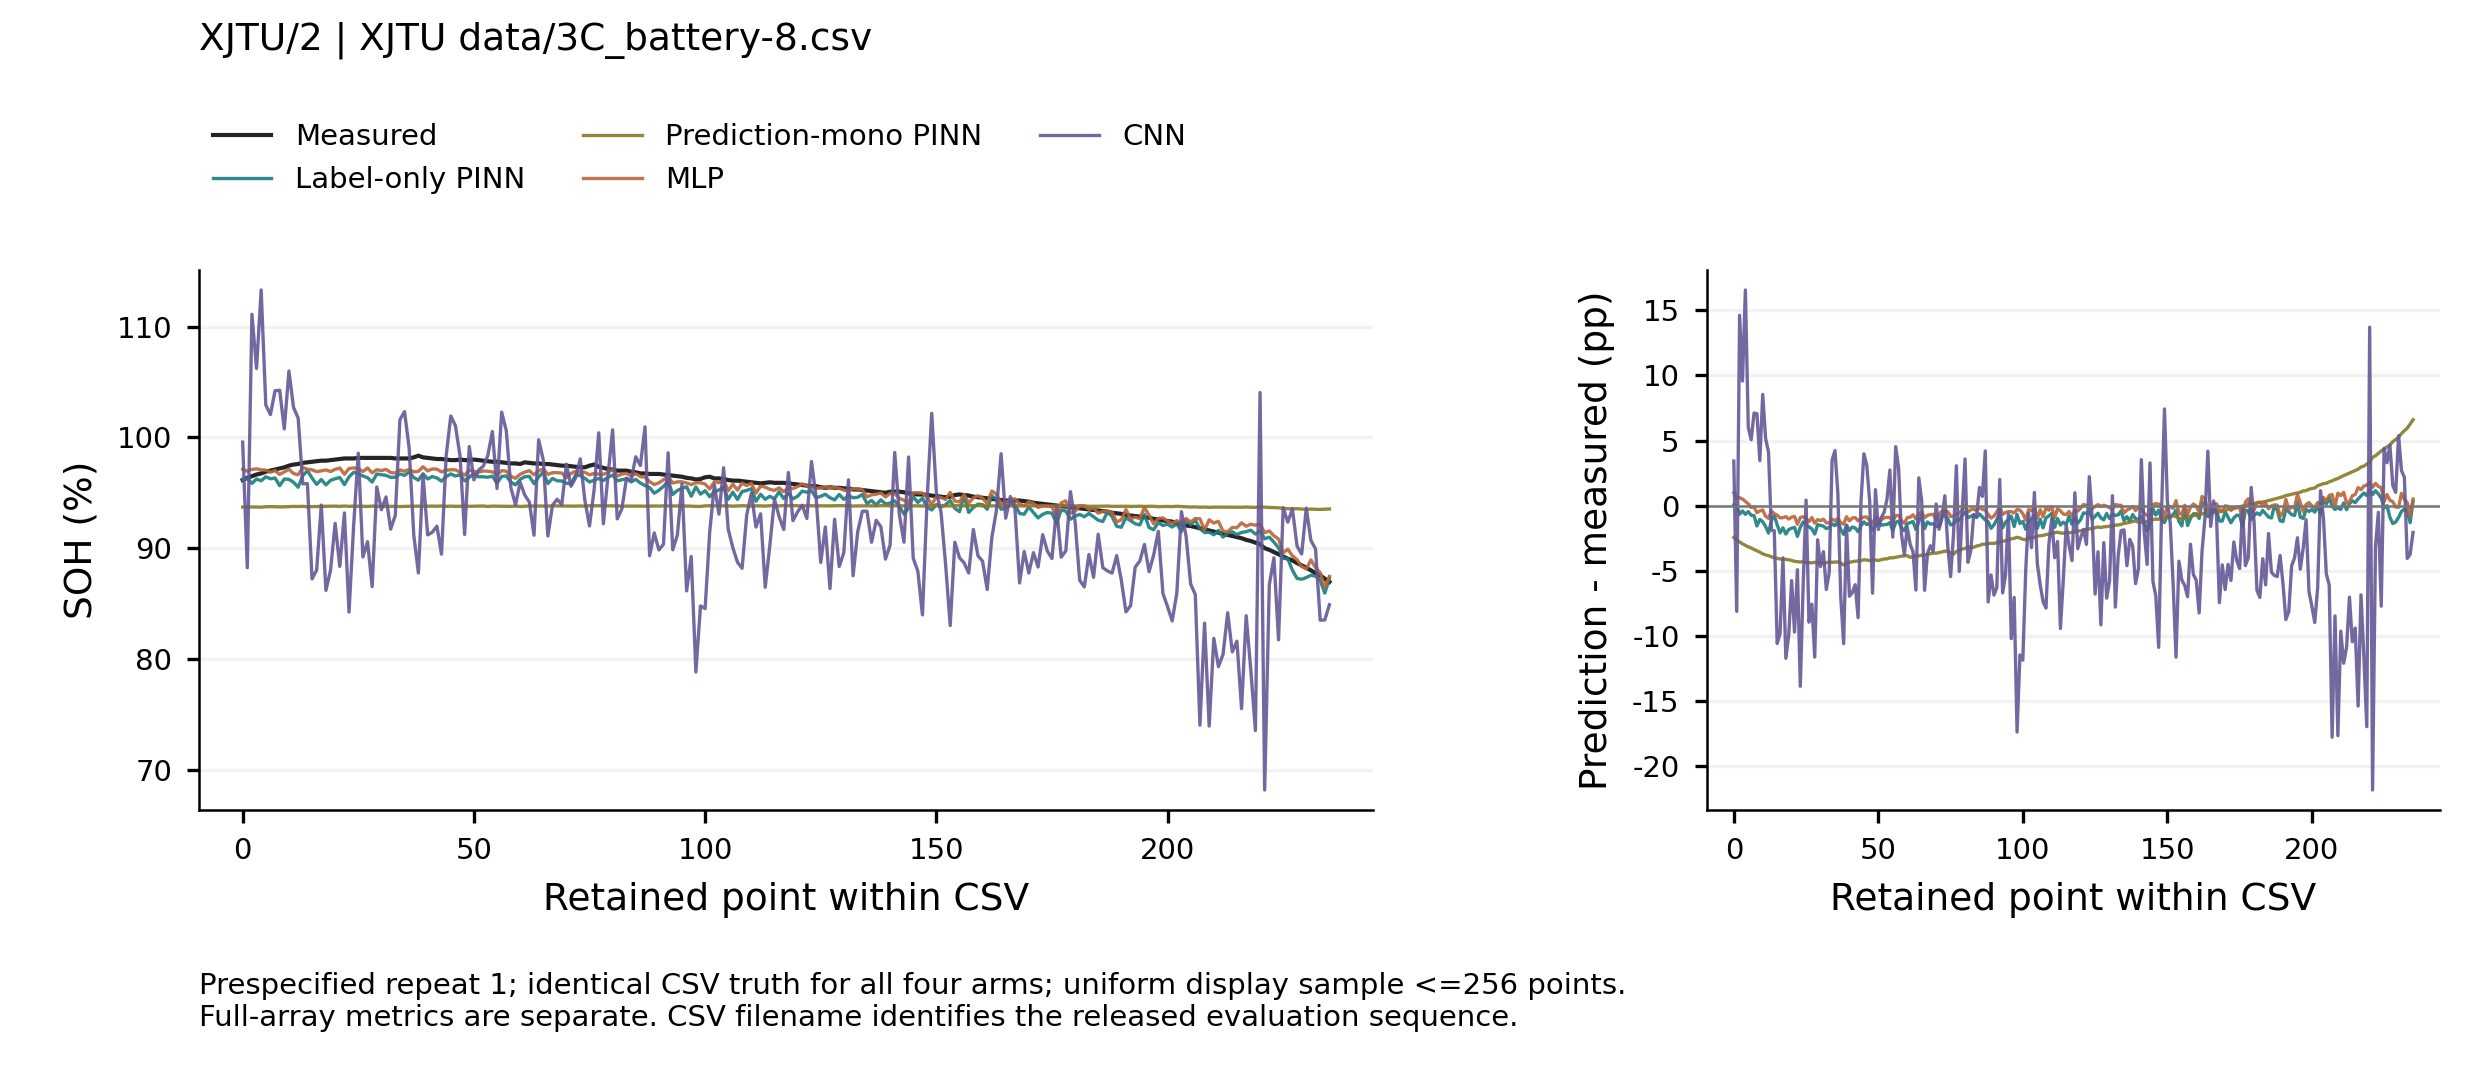 XJTU/2 | XJTU data/3C_battery-8.csv
Measured
Label-only PINN
Prediction-mono PINN
MLP
CNN
SOH (%)
110
100
90
80
70
0 50 100 150 200
Retained point within CSV
Prediction - measured (pp)
15
10
5
0
-5
-10
-15
-20
0 50 100 150 200
Retained point within CSV
Prespecified repeat 1; identical CSV truth for all four arms; uniform display sample <=256 points.
Full-array metrics are separate. CSV filename identifies the released evaluation sequence.